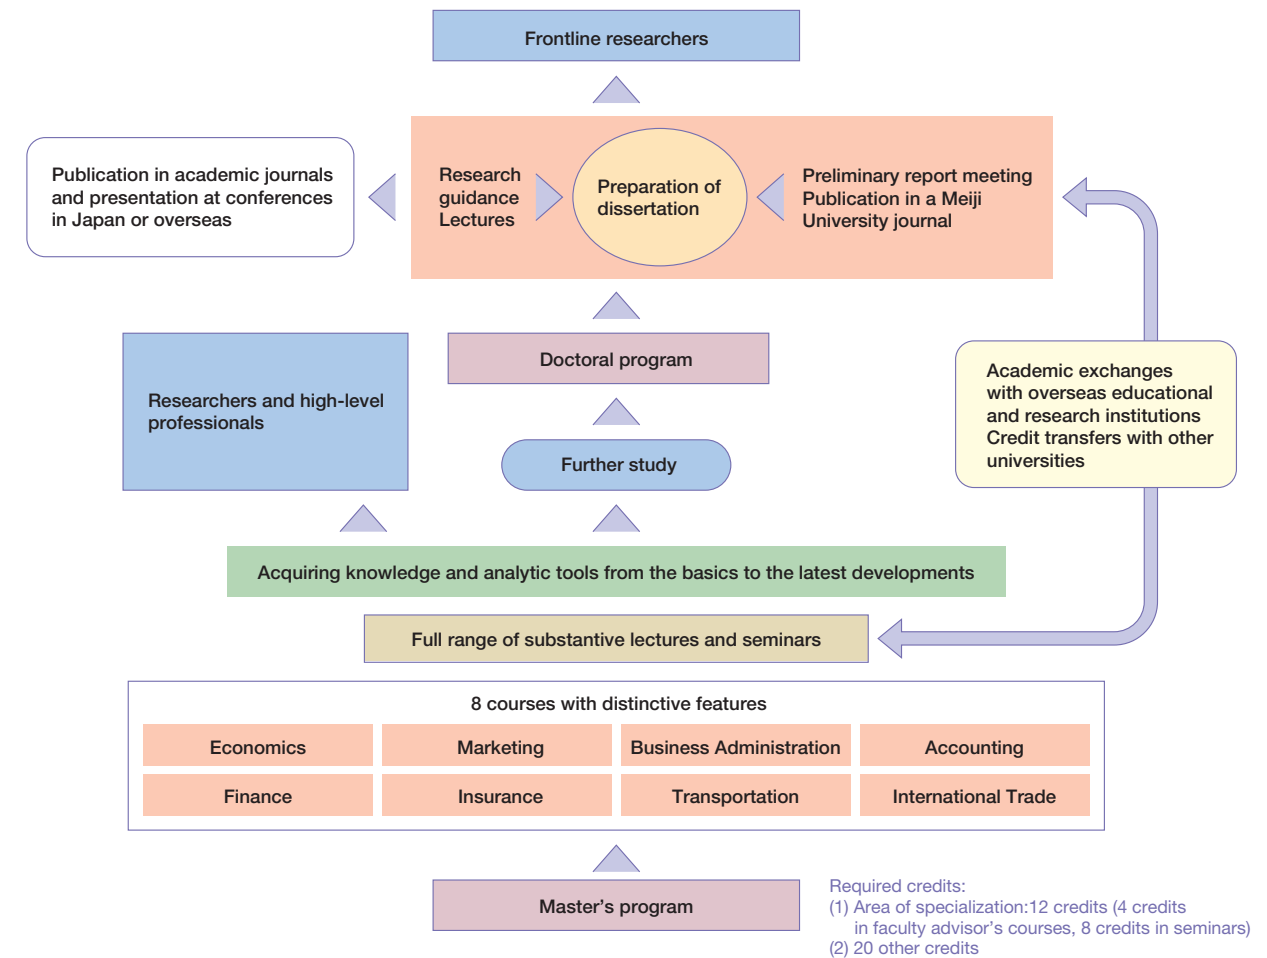 Frontline researchers
Publication in academic journals
and presentation at conferences
in Japan or overseas
Research
guidance
Lectures
Preparation of
dissertation
Preliminary report meeting
Publication in a Meiji
University journal
Researchers and high-level
professionals
Doctoral program
Further study
Academic exchanges
with overseas educational
and research institutions
Credit transfers with other
universities
Acquiring knowledge and analytic tools from the basics to the latest developments
Full range of substantive lectures and seminars
8 courses with distinctive features
Economics
Marketing
Business Administration
Accounting
Finance
Insurance
Transportation
International Trade
Master's program
Required credits:
(1) Area of specialization:12 credits (4 credits
in faculty advisor's courses, 8 credits in seminars)
(2) 20 other credits